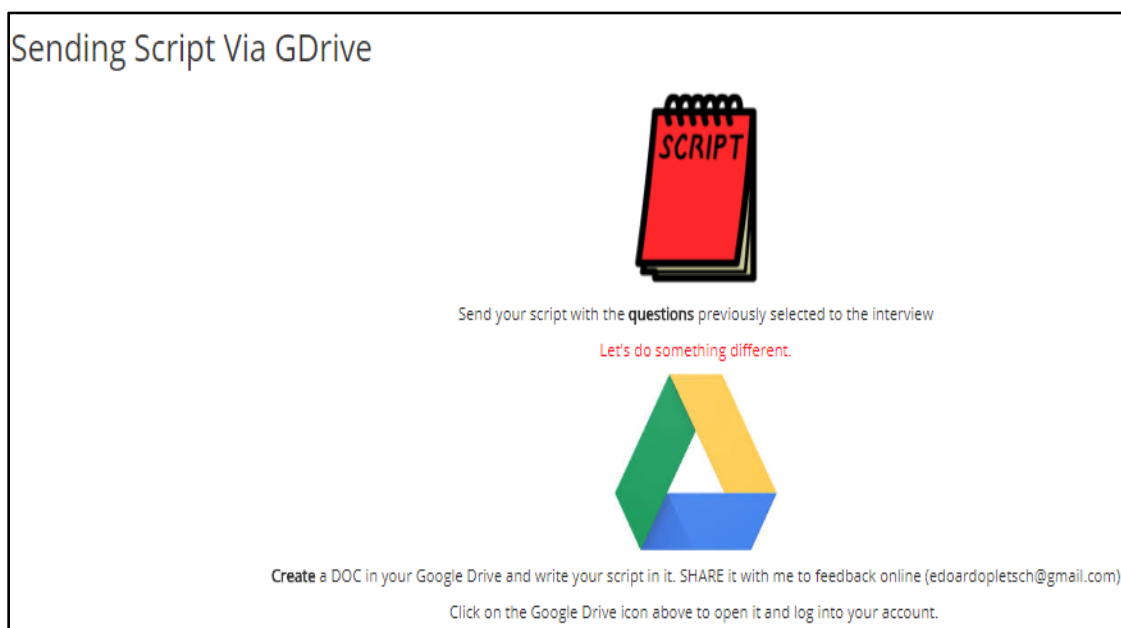 Sending Script Via GDrive
SCRIPT
Send your script with the questions previously selected to the interview
Let's do something different.
Create a DOC in your Google Drive and write your script in it. SHARE it with me to feedback online (edoardopletsch@gmail.com)
Click on the Google Drive icon above to open it and log into your account.